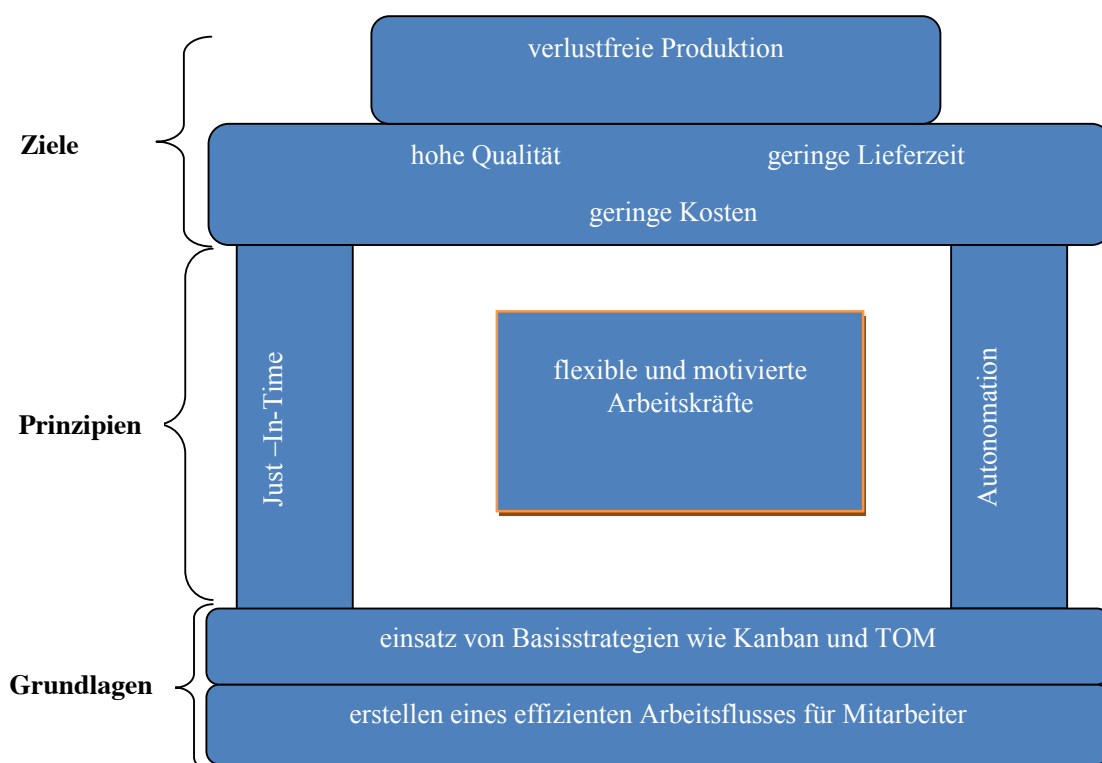 verlustfreie Produktion
Ziele
hohe Qualität geringe Lieferzeit
geringe Kosten
Prinzipien
Just –In-Time
flexible und motivierte
Arbeitskräfte
Autonomation
Grundlagen
einsatz von Basisstrategien wie Kanban und TOM
erstellen eines effizienten Arbeitsflusses für Mitarbeiter